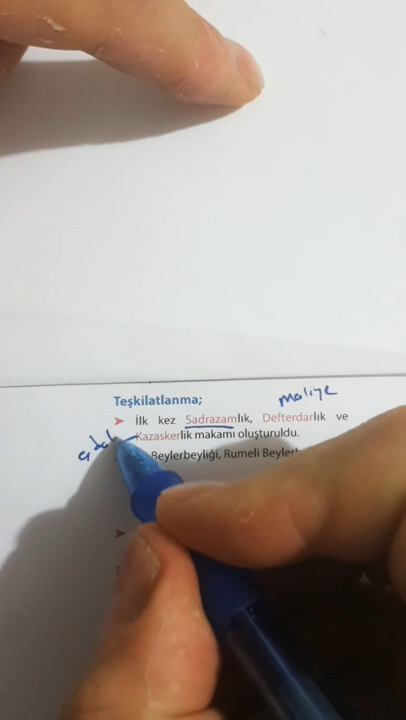 Teşkilatlanma;
maliye
➤ İlk kez Sadrazamlık, Defterdarlık ve
Kazaskerlik makamı oluşturuldu.
Beylerbeyliği, Rumeli